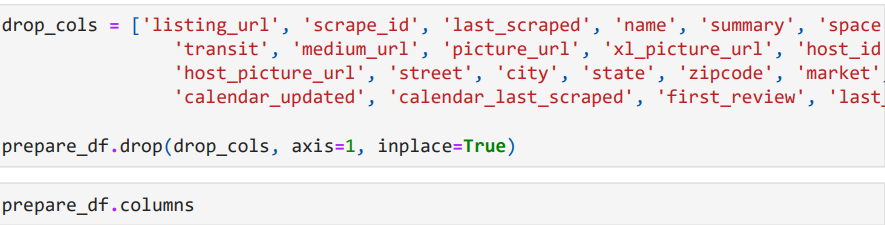 drop_cols = ['listing_url', 'scrape_id', 'last_scraped', 'name', 'summary', 'space
'transit', 'medium_url', 'picture_url', 'xl_picture_url', 'host_id
'host_picture_url', 'street', 'city', 'state', 'zipcode', 'market',
'calendar_updated', 'calendar_last_scraped', 'first_review', 'last_
prepare_df.drop(drop_cols, axis=1, inplace=True)
prepare_df.columns